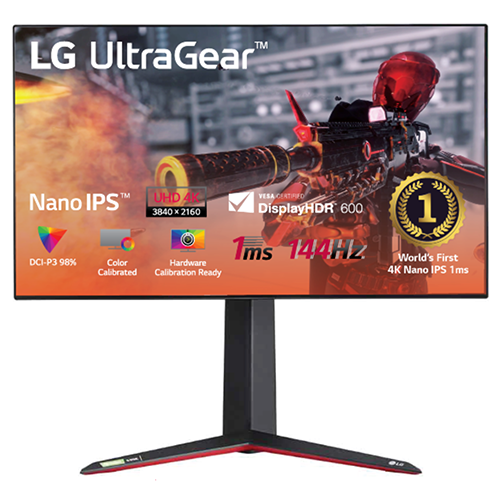 LG UltraGear™
Nano IPS™
UHD 4K
3840 × 2160
VESA CERTIFIED
DisplayHDR™ 600
DCI-P3 98%
Color
Calibrated
Hardware
Calibration Ready
1ms
144Hz
1
World's First
4K Nano IPS 1ms
LG